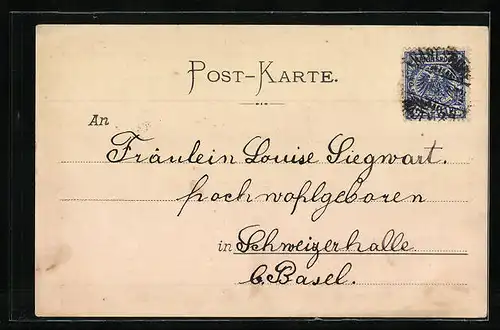 POST-KARTE.
An
Fräulein Louise Siegwart.
hochwohlgeboren
in Schweizerhalle
b. Basel.